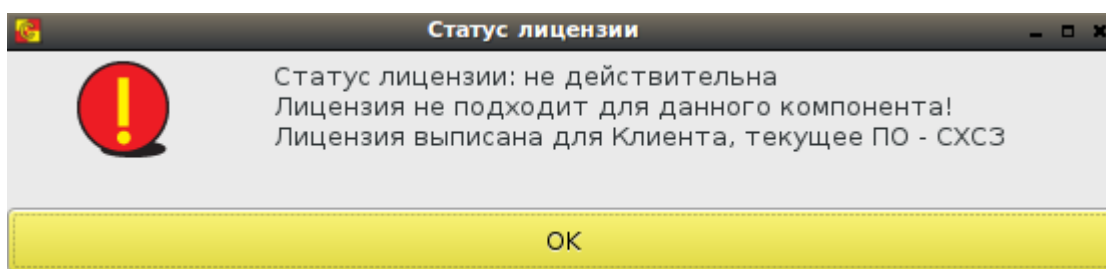 Статус лицензии
Статус лицензии: не действительна
Лицензия не подходит для данного компонента!
Лицензия выписана для Клиента, текущее ПО - СХСЗ
OK